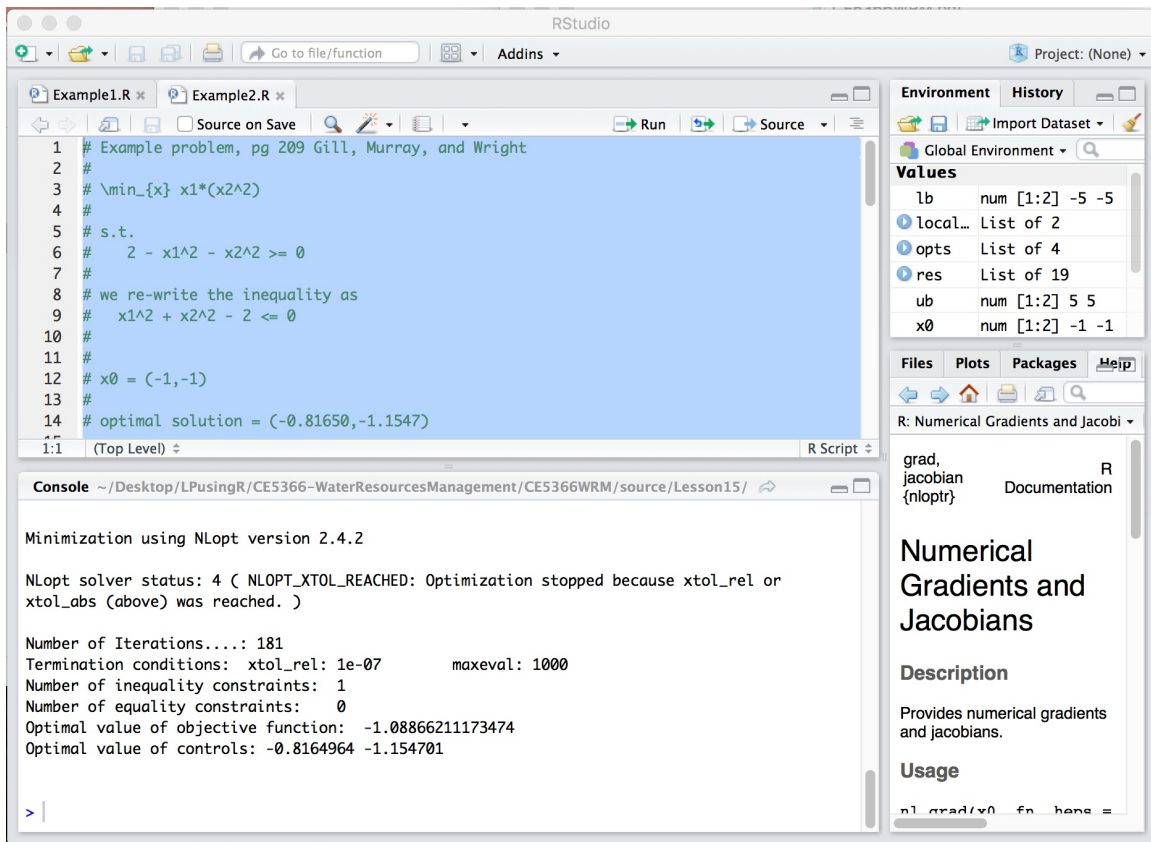 RStudio
Go to file/function
Addins
Project: (None)
Example1.R
Example2.R
Source on Save
Run
Source
1 # Example problem, pg 209 Gill, Murray, and Wright
2 #
3 # \min_{x} x1*(x2^2)
4 #
5 # s.t.
6 #    2 - x1^2 - x2^2 >= 0
7 #
8 # we re-write the inequality as
9 #   x1^2 + x2^2 - 2 <= 0
10 #
11 #
12 # x0 = (-1,-1)
13 #
14 # optimal solution = (-0.81650,-1.1547)
1:1 (Top Level) R Script
Console ~/Desktop/LPusingR/CE5366-WaterResourcesManagement/CE5366WRM/source/Lesson15/
Minimization using NLopt version 2.4.2
NLopt solver status: 4 ( NLOPT_XTOL_REACHED: Optimization stopped because xtol_rel or
xtol_abs (above) was reached. )
Number of Iterations....: 181
Termination conditions:  xtol_rel: 1e-07        maxeval: 1000
Number of inequality constraints:  1
Number of equality constraints:    0
Optimal value of objective function:  -1.08866211173474
Optimal value of controls: -0.8164964 -1.154701
>
Environment History
Import Dataset
Global Environment
Values
lb num [1:2] -5 -5
local… List of 2
opts List of 4
res List of 19
ub num [1:2] 5 5
x0 num [1:2] -1 -1
Files Plots Packages Help
R: Numerical Gradients and Jacobi
grad,
jacobian
{nloptr}
R
Documentation
Numerical
Gradients and
Jacobians
Description
Provides numerical gradients
and jacobians.
Usage
nl.grad(x0, fn, heps =